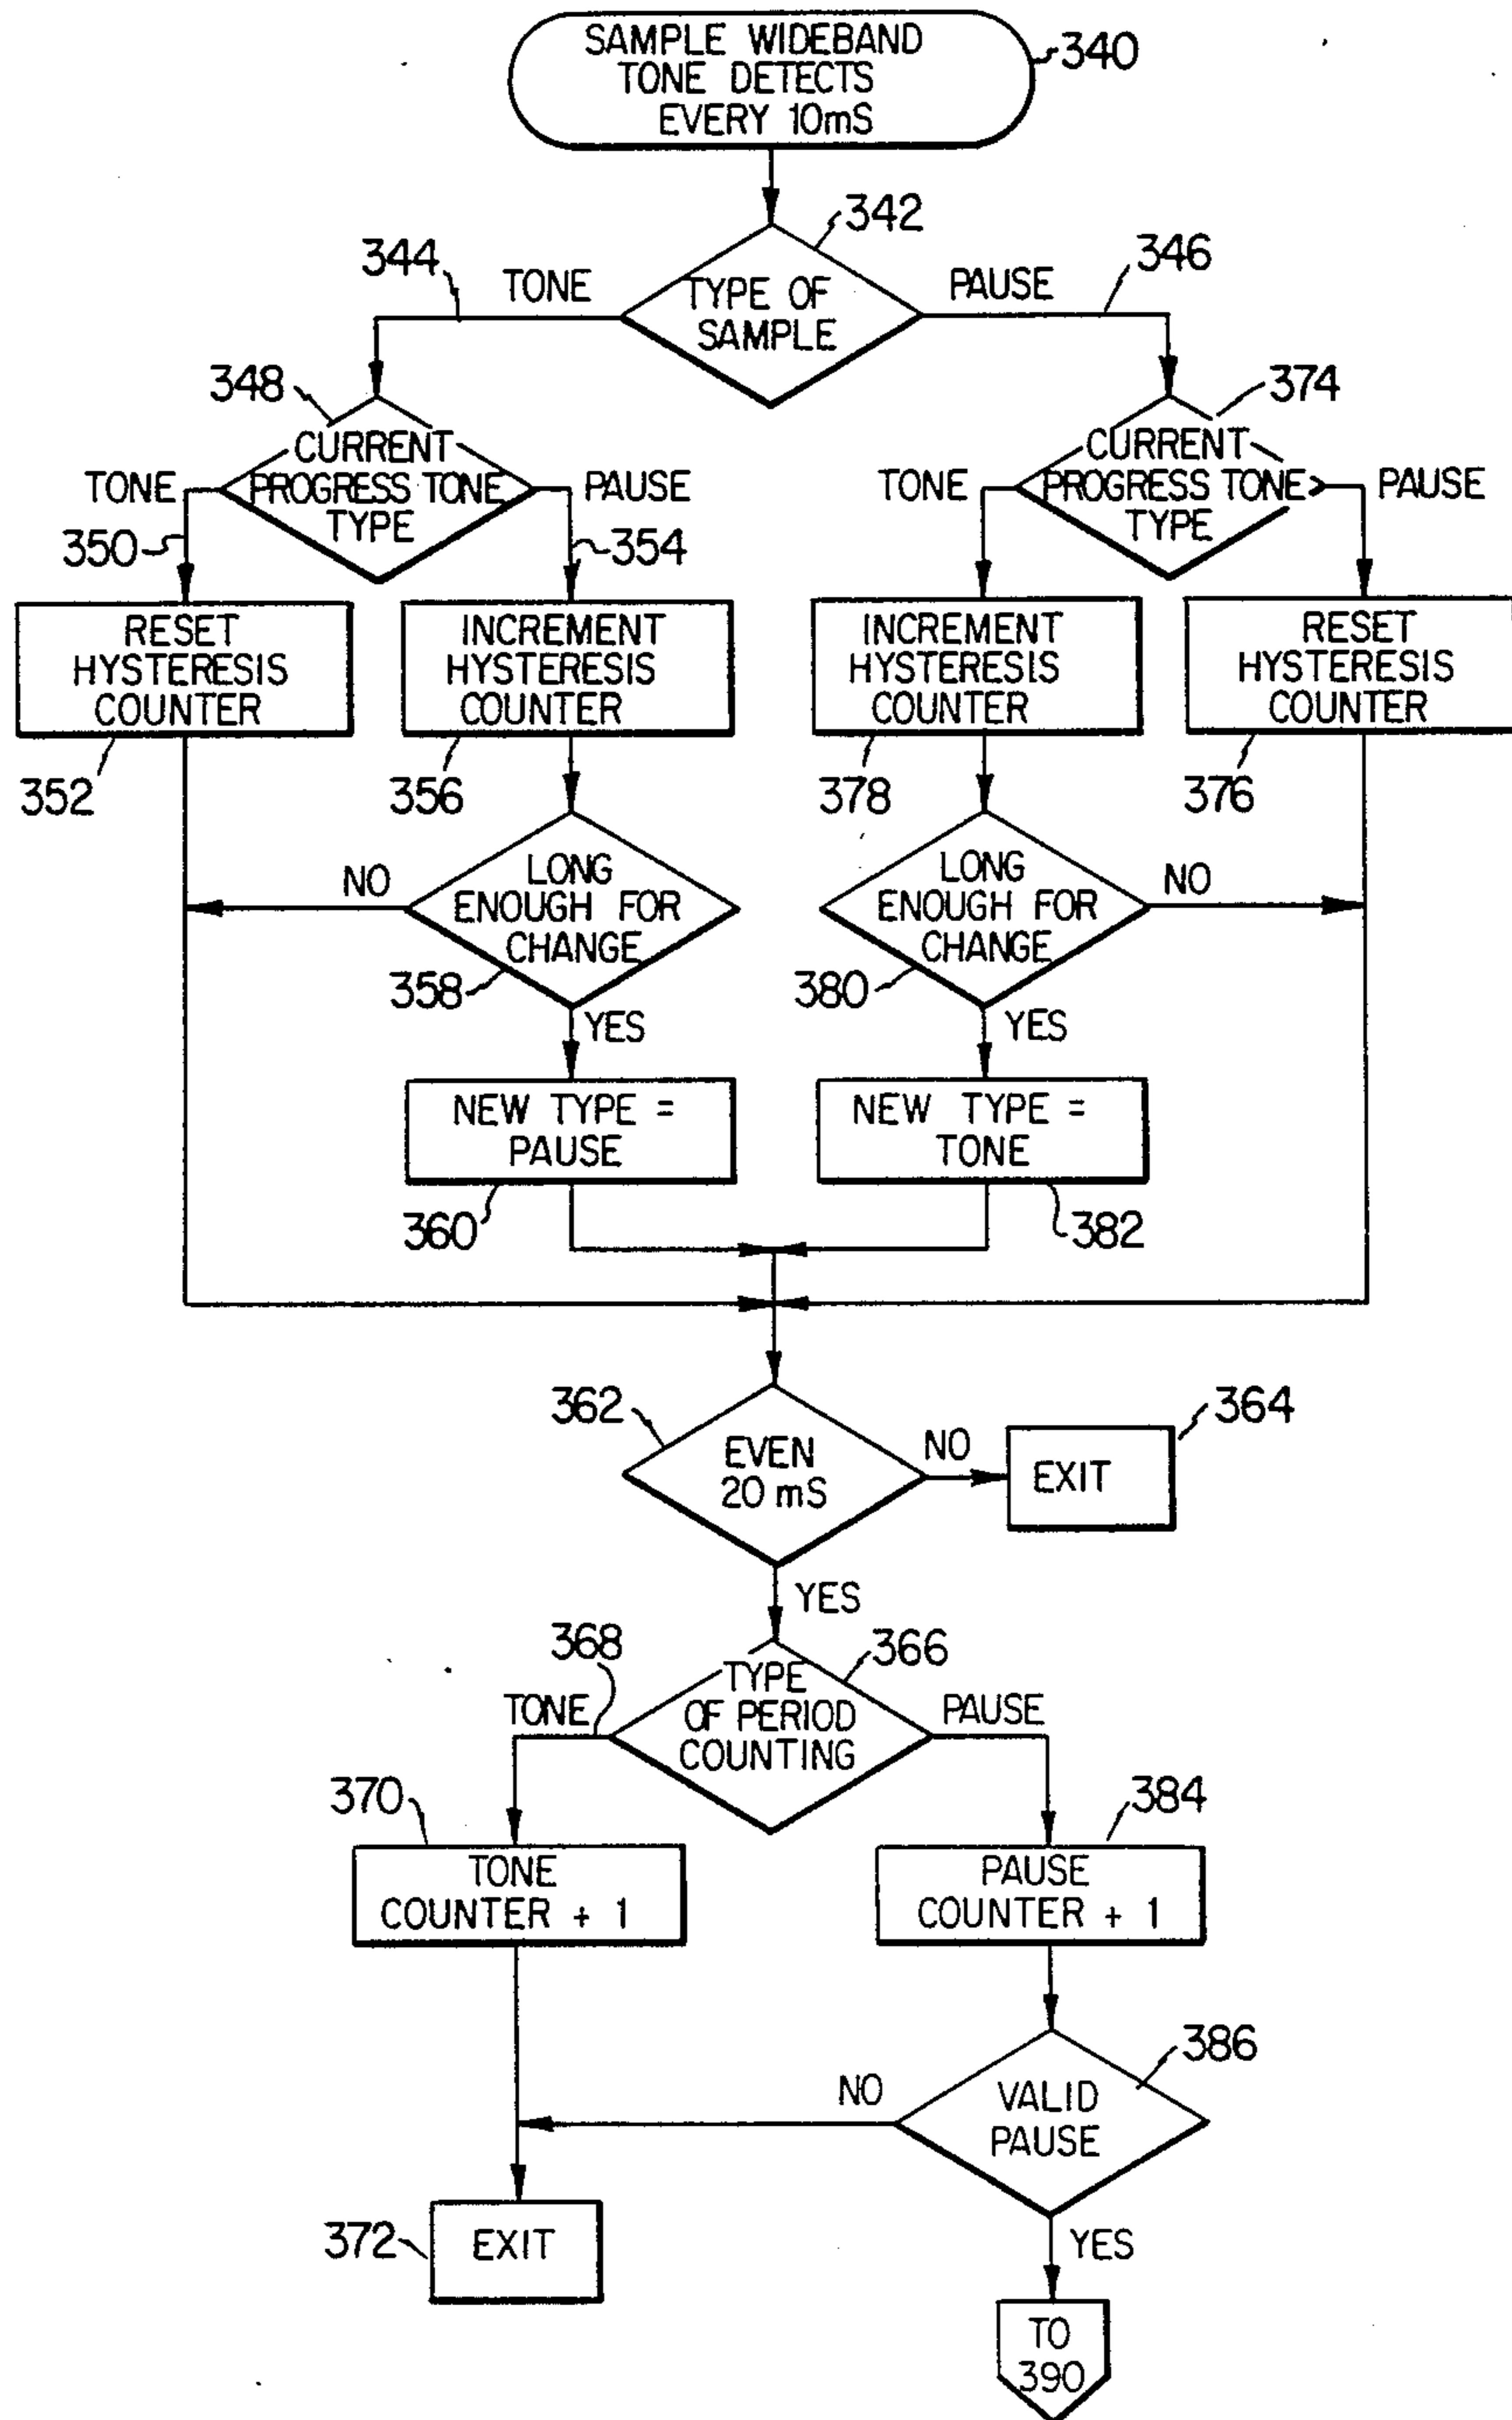 SAMPLE WIDEBAND
TONE DETECTS
EVERY 10mS
340
342
344
TONE
TYPE OF
SAMPLE
PAUSE
346
348
CURRENT
PROGRESS TONE
TYPE
TONE
PAUSE
350
354
374
CURRENT
PROGRESS TONE
TYPE
TONE
PAUSE
RESET
HYSTERESIS
COUNTER
352
INCREMENT
HYSTERESIS
COUNTER
356
INCREMENT
HYSTERESIS
COUNTER
378
RESET
HYSTERESIS
COUNTER
376
NO
LONG
ENOUGH FOR
CHANGE
358
YES
LONG
ENOUGH FOR
CHANGE
NO
380
YES
NEW TYPE =
PAUSE
360
NEW TYPE =
TONE
382
362
EVEN
20 mS
NO
EXIT
364
YES
368
TONE
TYPE
OF PERIOD
COUNTING
366
PAUSE
370
TONE
COUNTER + 1
384
PAUSE
COUNTER + 1
386
NO
VALID
PAUSE
372
EXIT
YES
TO
390